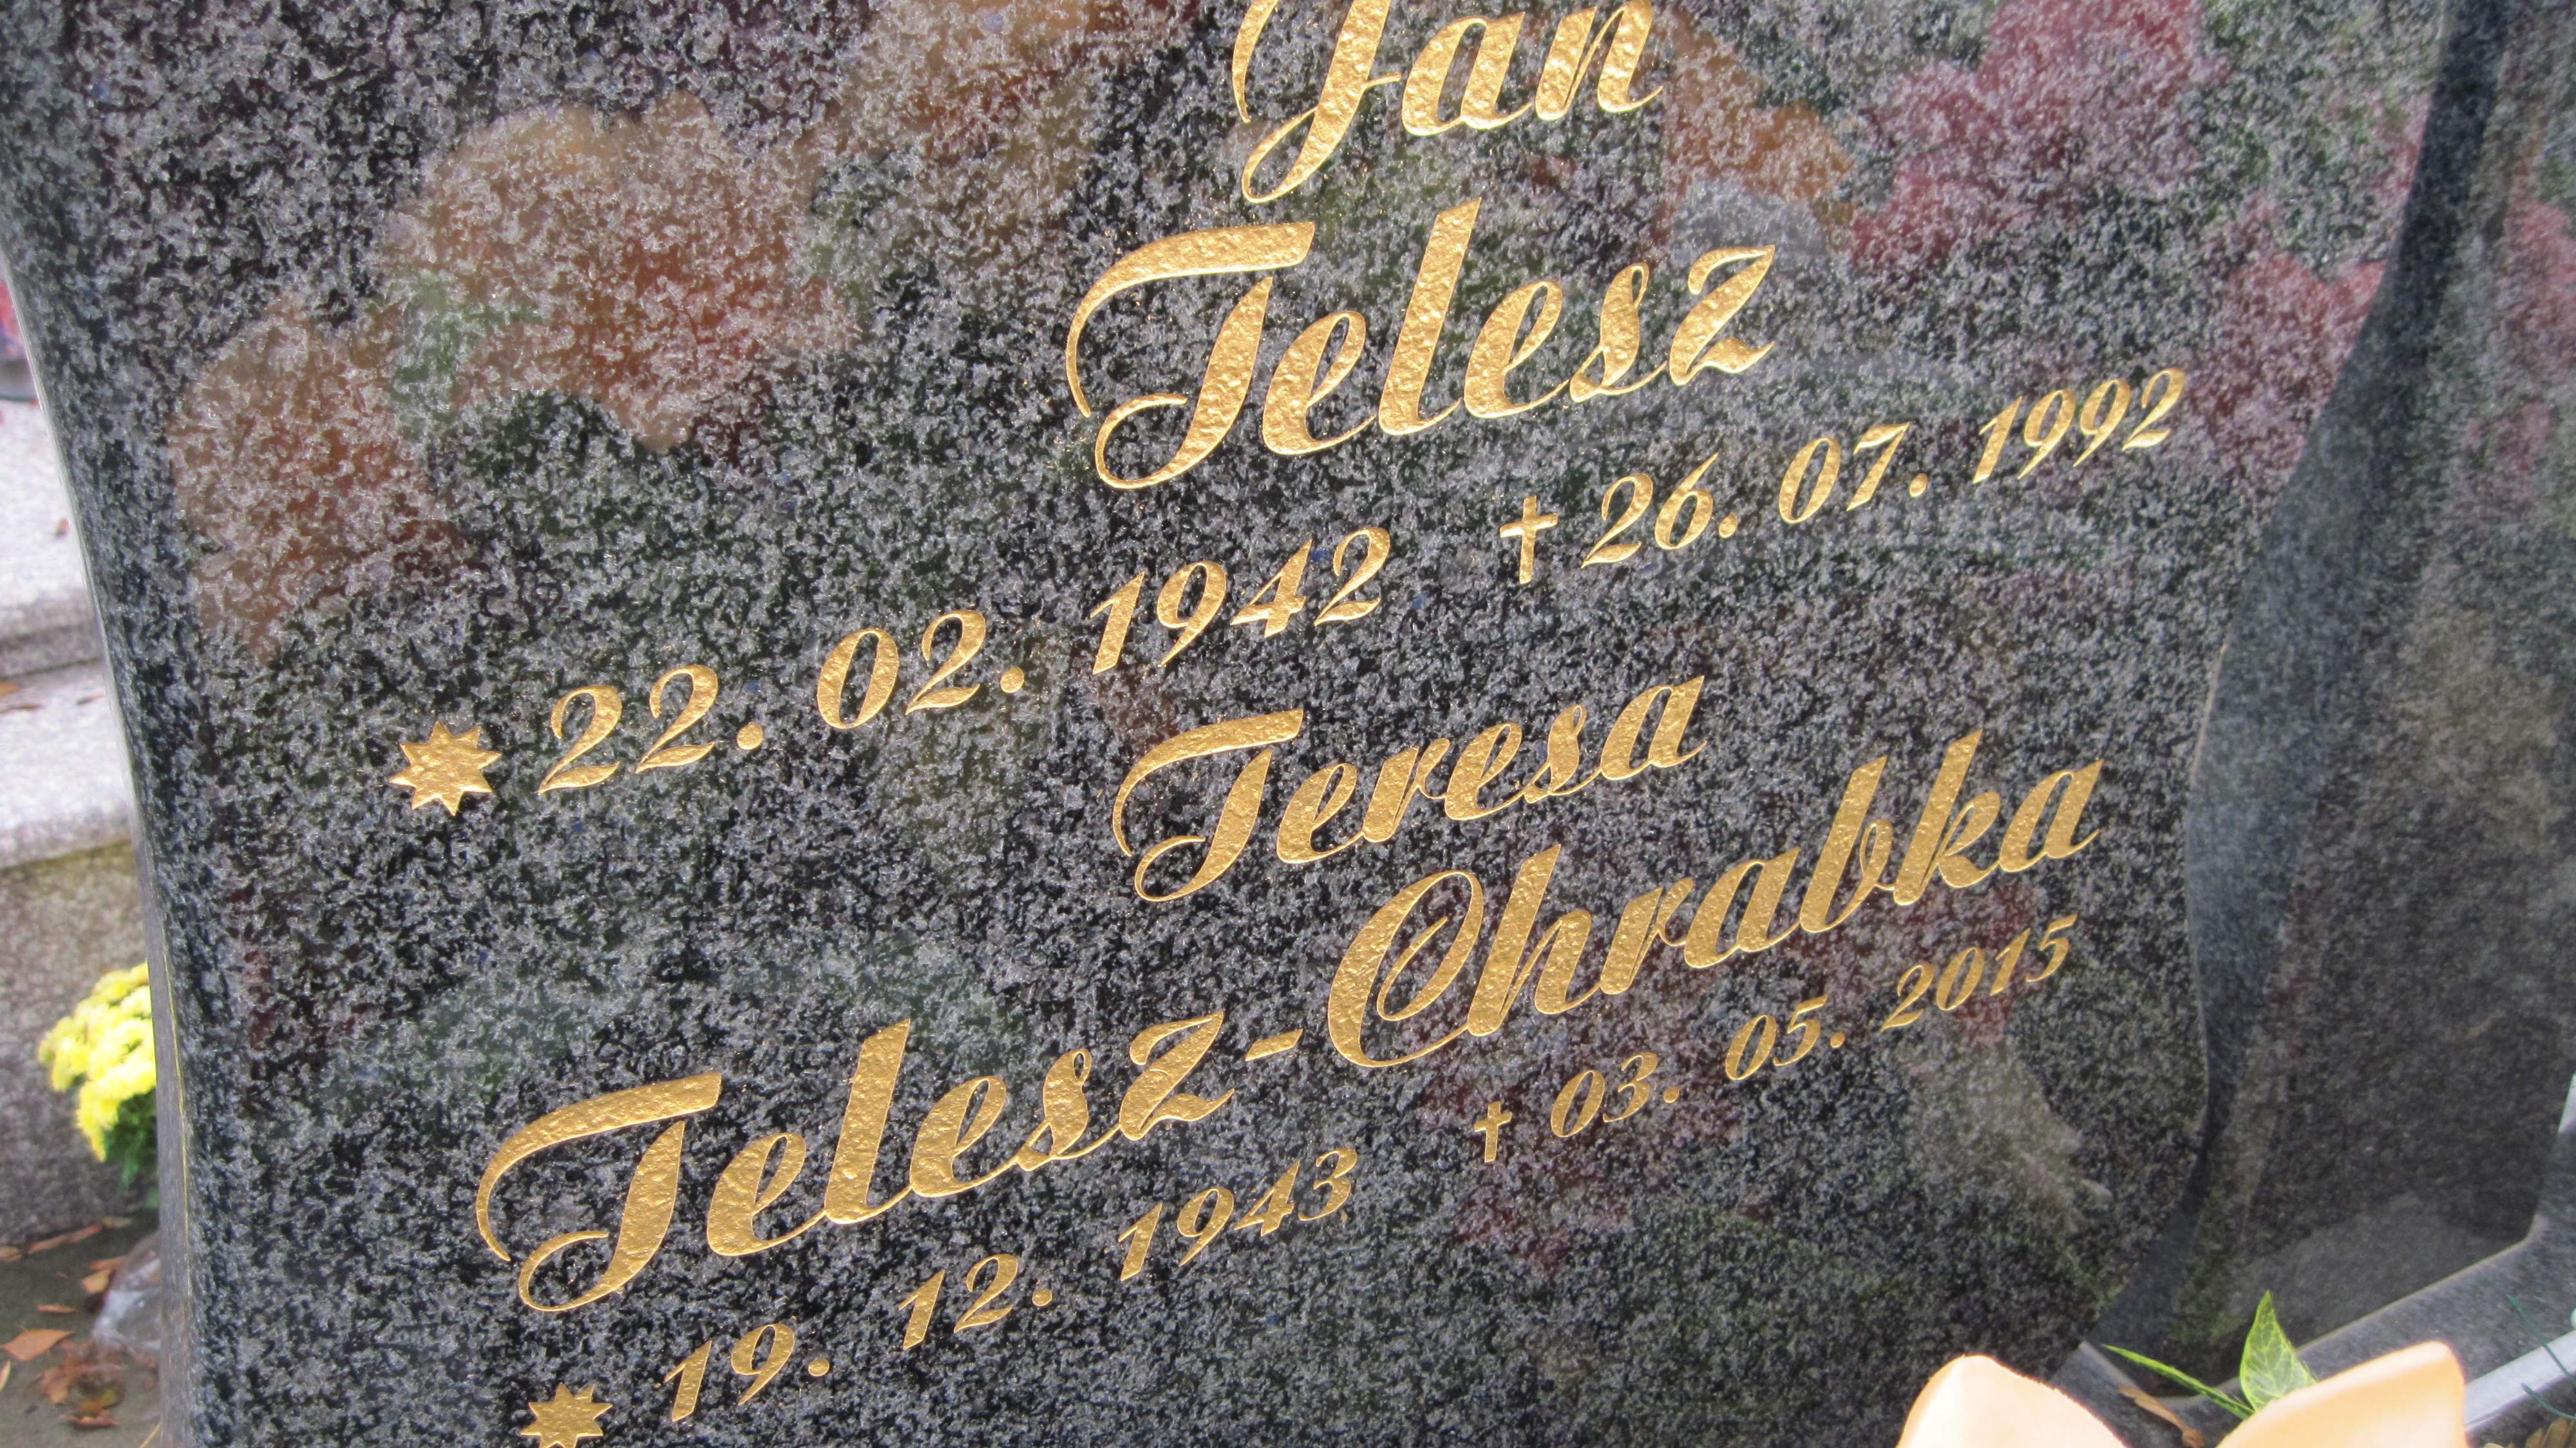 Jan
Telesz
* 22. 02. 1942 † 26. 07. 1992
Teresa
Telesz-Chrabka
* 19. 12. 1943 † 03. 05. 2015